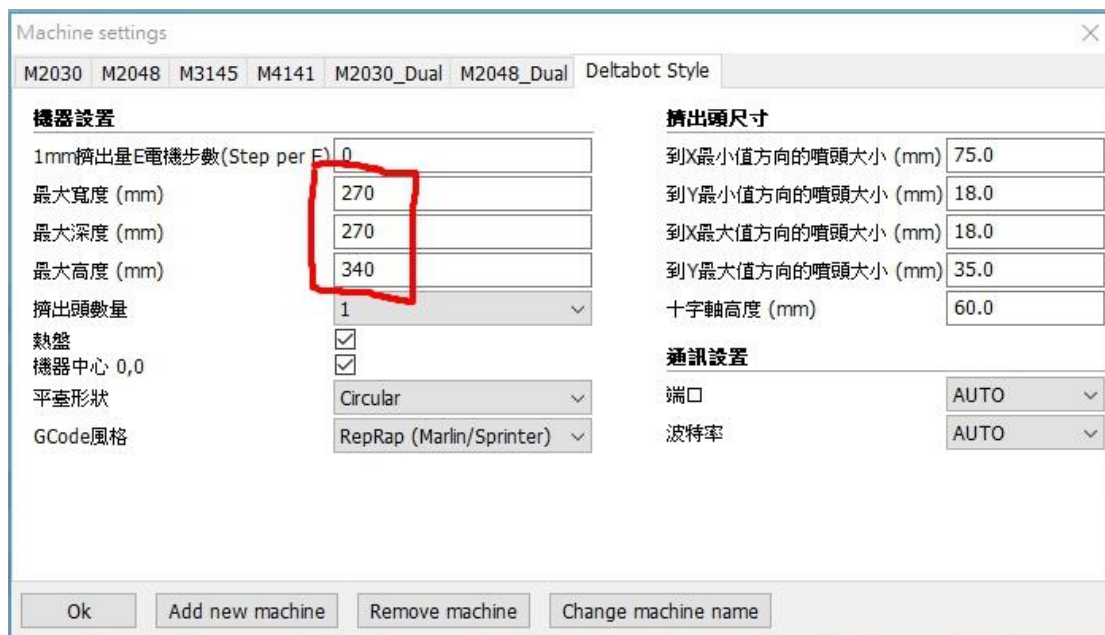 Machine settings
M2030 M2048 M3145 M4141 M2030_Dual M2048_Dual Deltabot Style
機器設置
1mm擠出量E電機步數(Step per E) 0
最大寬度 (mm) 270
最大深度 (mm) 270
最大高度 (mm) 340
擠出頭數量 1
熱盤
機器中心 0,0
平臺形狀 Circular
GCode風格 RepRap (Marlin/Sprinter)
擠出頭尺寸
到X最小值方向的噴頭大小 (mm) 75.0
到Y最小值方向的噴頭大小 (mm) 18.0
到X最大值方向的噴頭大小 (mm) 18.0
到Y最大值方向的噴頭大小 (mm) 35.0
十字軸高度 (mm) 60.0
通訊設置
端口 AUTO
波特率 AUTO
Ok Add new machine Remove machine Change machine name